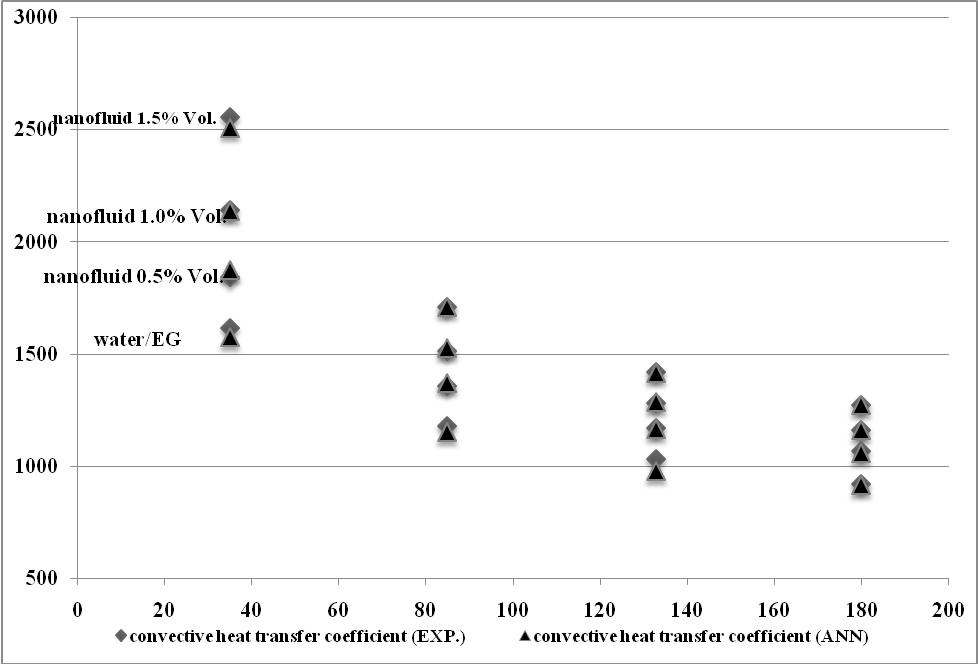 3000
nanofluid 1.5% Vol.
2500
nanofluid 1.0% Vol.
2000
nanofluid 0.5% Vol.
water/EG
1500
1000
500
0 20 40 60 80 100 120 140 160 180 200
convective heat transfer coefficient (EXP.) convective heat transfer coefficient (ANN)